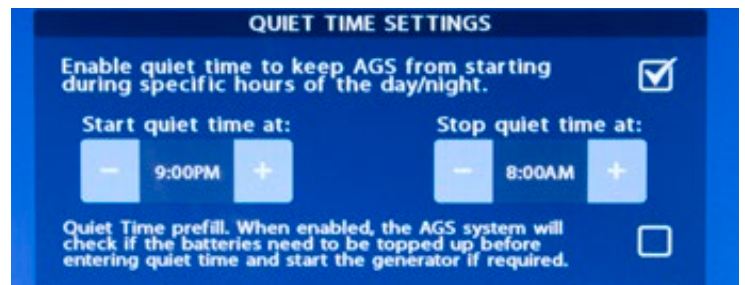 QUIET TIME SETTINGS
Enable quiet time to keep AGS from starting
during specific hours of the day/night.
Start quiet time at:
Stop quiet time at:
− 9:00PM +
− 8:00AM +
Quiet Time prefill. When enabled, the AGS system will
check if the batteries need to be topped up before
entering quiet time and start the generator if required.